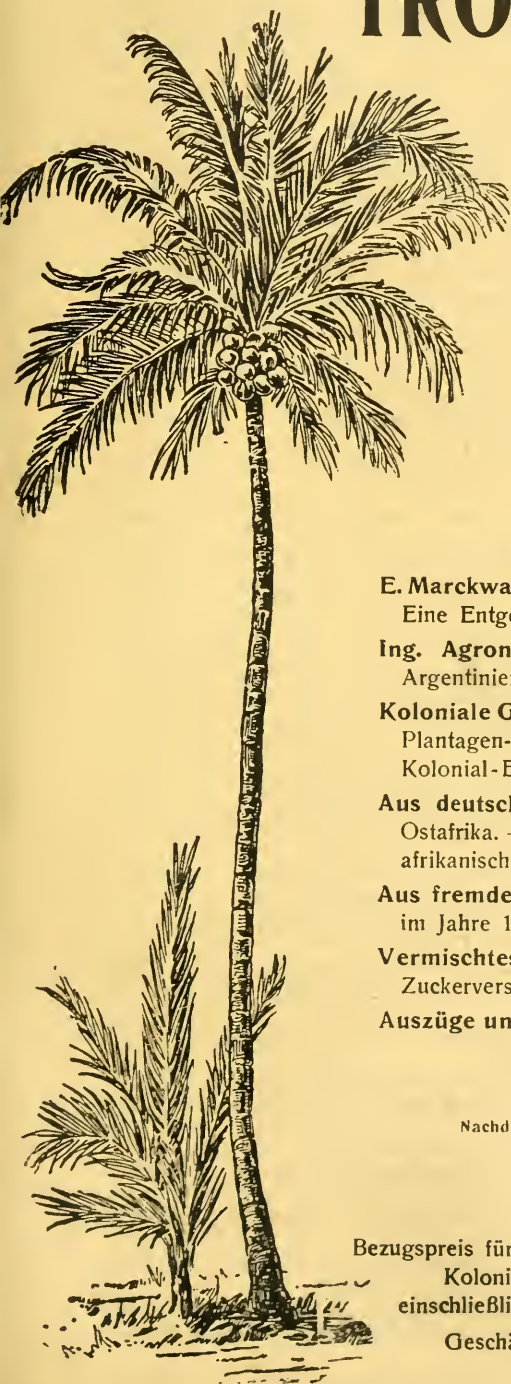 TRO
E. Marckwa
Eine Entge
Ing. Agron
Argentinie
Koloniale G
Plantagen-
Kolonial-E
Aus deutsch
Ostafrika. -
afrikanisch
Aus fremde
im Jahre 1
Vermischtes
Zuckervers
Auszüge un
Nachd
Bezugspreis für
Koloni
einschließli
Geschä